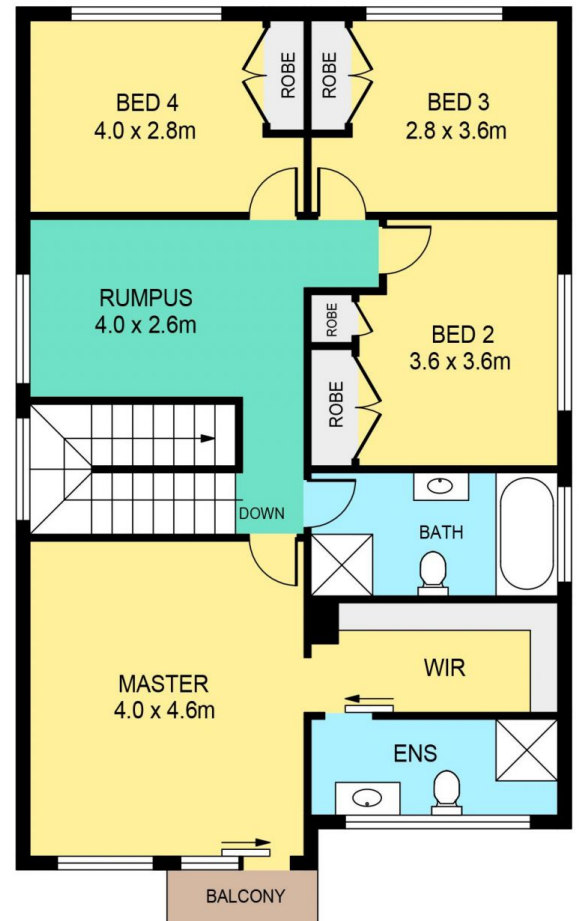 BED 4
4.0 x 2.8m
ROBE
ROBE
BED 3
2.8 x 3.6m
RUMPUS
4.0 x 2.6m
ROBE
BED 2
3.6 x 3.6m
ROBE
DOWN
BATH
MASTER
4.0 x 4.6m
WIR
ENS
BALCONY